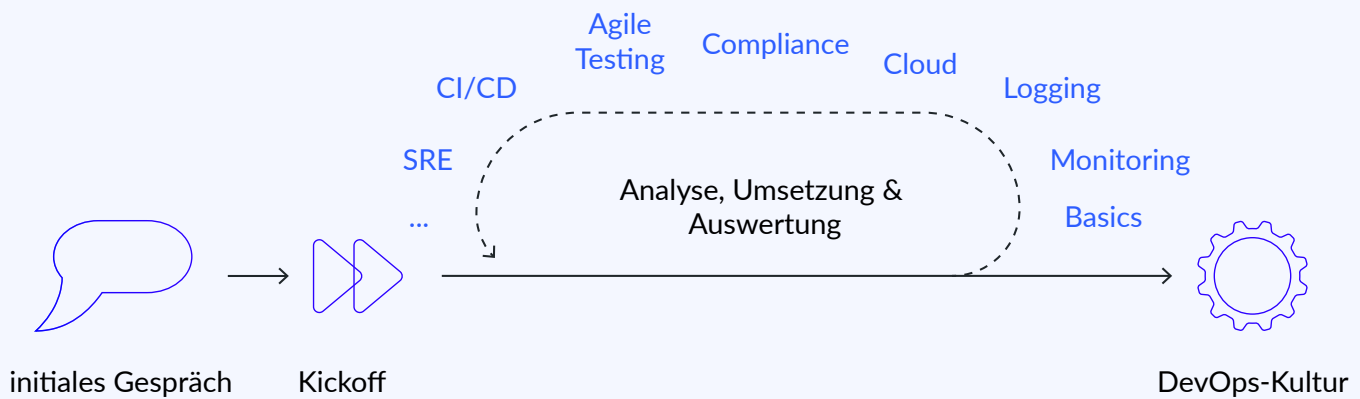 Agile
Testing
Compliance
Cloud
CI/CD
Logging
SRE
Monitoring
Analyse, Umsetzung &
Auswertung
...
Basics
initiales Gespräch
Kickoff
DevOps-Kultur